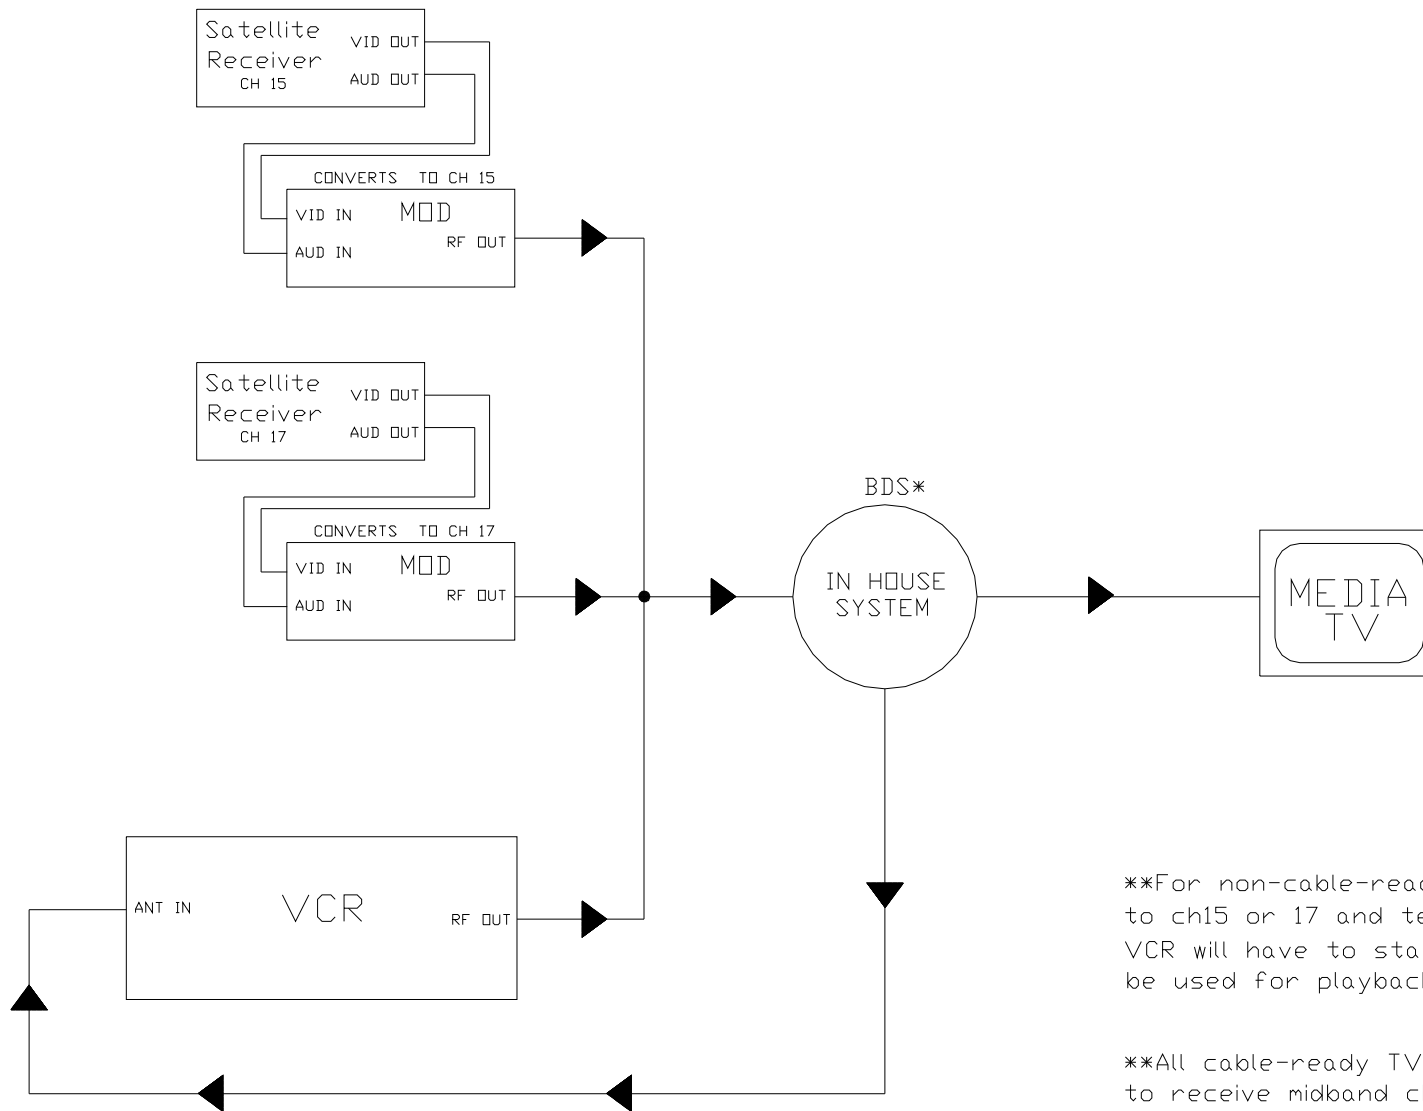 Satellite
Receiver
CH 15
VID OUT
AUD OUT
CONVERTS TO CH 15
VID IN
MOD
AUD IN
RF OUT
Satellite
Receiver
CH 17
VID OUT
AUD OUT
CONVERTS TO CH 17
VID IN
MOD
AUD IN
RF OUT
BDS*
IN HOUSE
SYSTEM
MEDIA
TV
ANT IN
VCR
RF OUT
**For non-cable-read
to ch15 or 17 and te
VCR will have to sta
be used for playback
**All cable-ready TV
to receive midband c